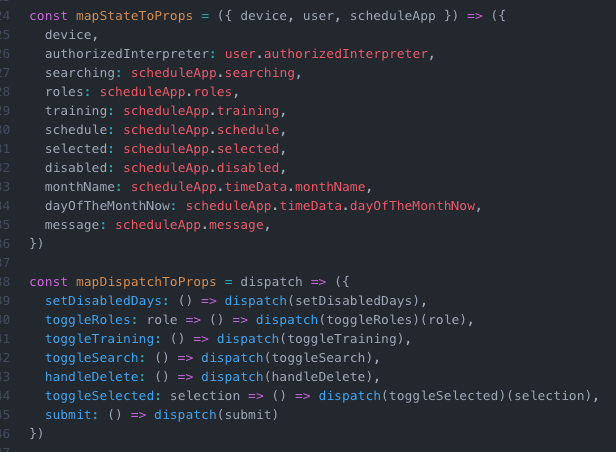 24 const mapStateToProps = ({ device, user, scheduleApp }) => ({
25 device,
26 authorizedInterpreter: user.authorizedInterpreter,
27 searching: scheduleApp.searching,
28 roles: scheduleApp.roles,
29 training: scheduleApp.training,
30 schedule: scheduleApp.schedule,
31 selected: scheduleApp.selected,
32 disabled: scheduleApp.disabled,
33 monthName: scheduleApp.timeData.monthName,
34 dayOfTheMonthNow: scheduleApp.timeData.dayOfTheMonthNow,
35 message: scheduleApp.message,
36 })
37
38 const mapDispatchToProps = dispatch => ({
39 setDisabledDays: () => dispatch(setDisabledDays),
40 toggleRoles: role => () => dispatch(toggleRoles)(role),
41 toggleTraining: () => dispatch(toggleTraining),
42 toggleSearch: () => dispatch(toggleSearch),
43 handleDelete: () => dispatch(handleDelete),
44 toggleSelected: selection => () => dispatch(toggleSelected)(selection),
45 submit: () => dispatch(submit)
46 })